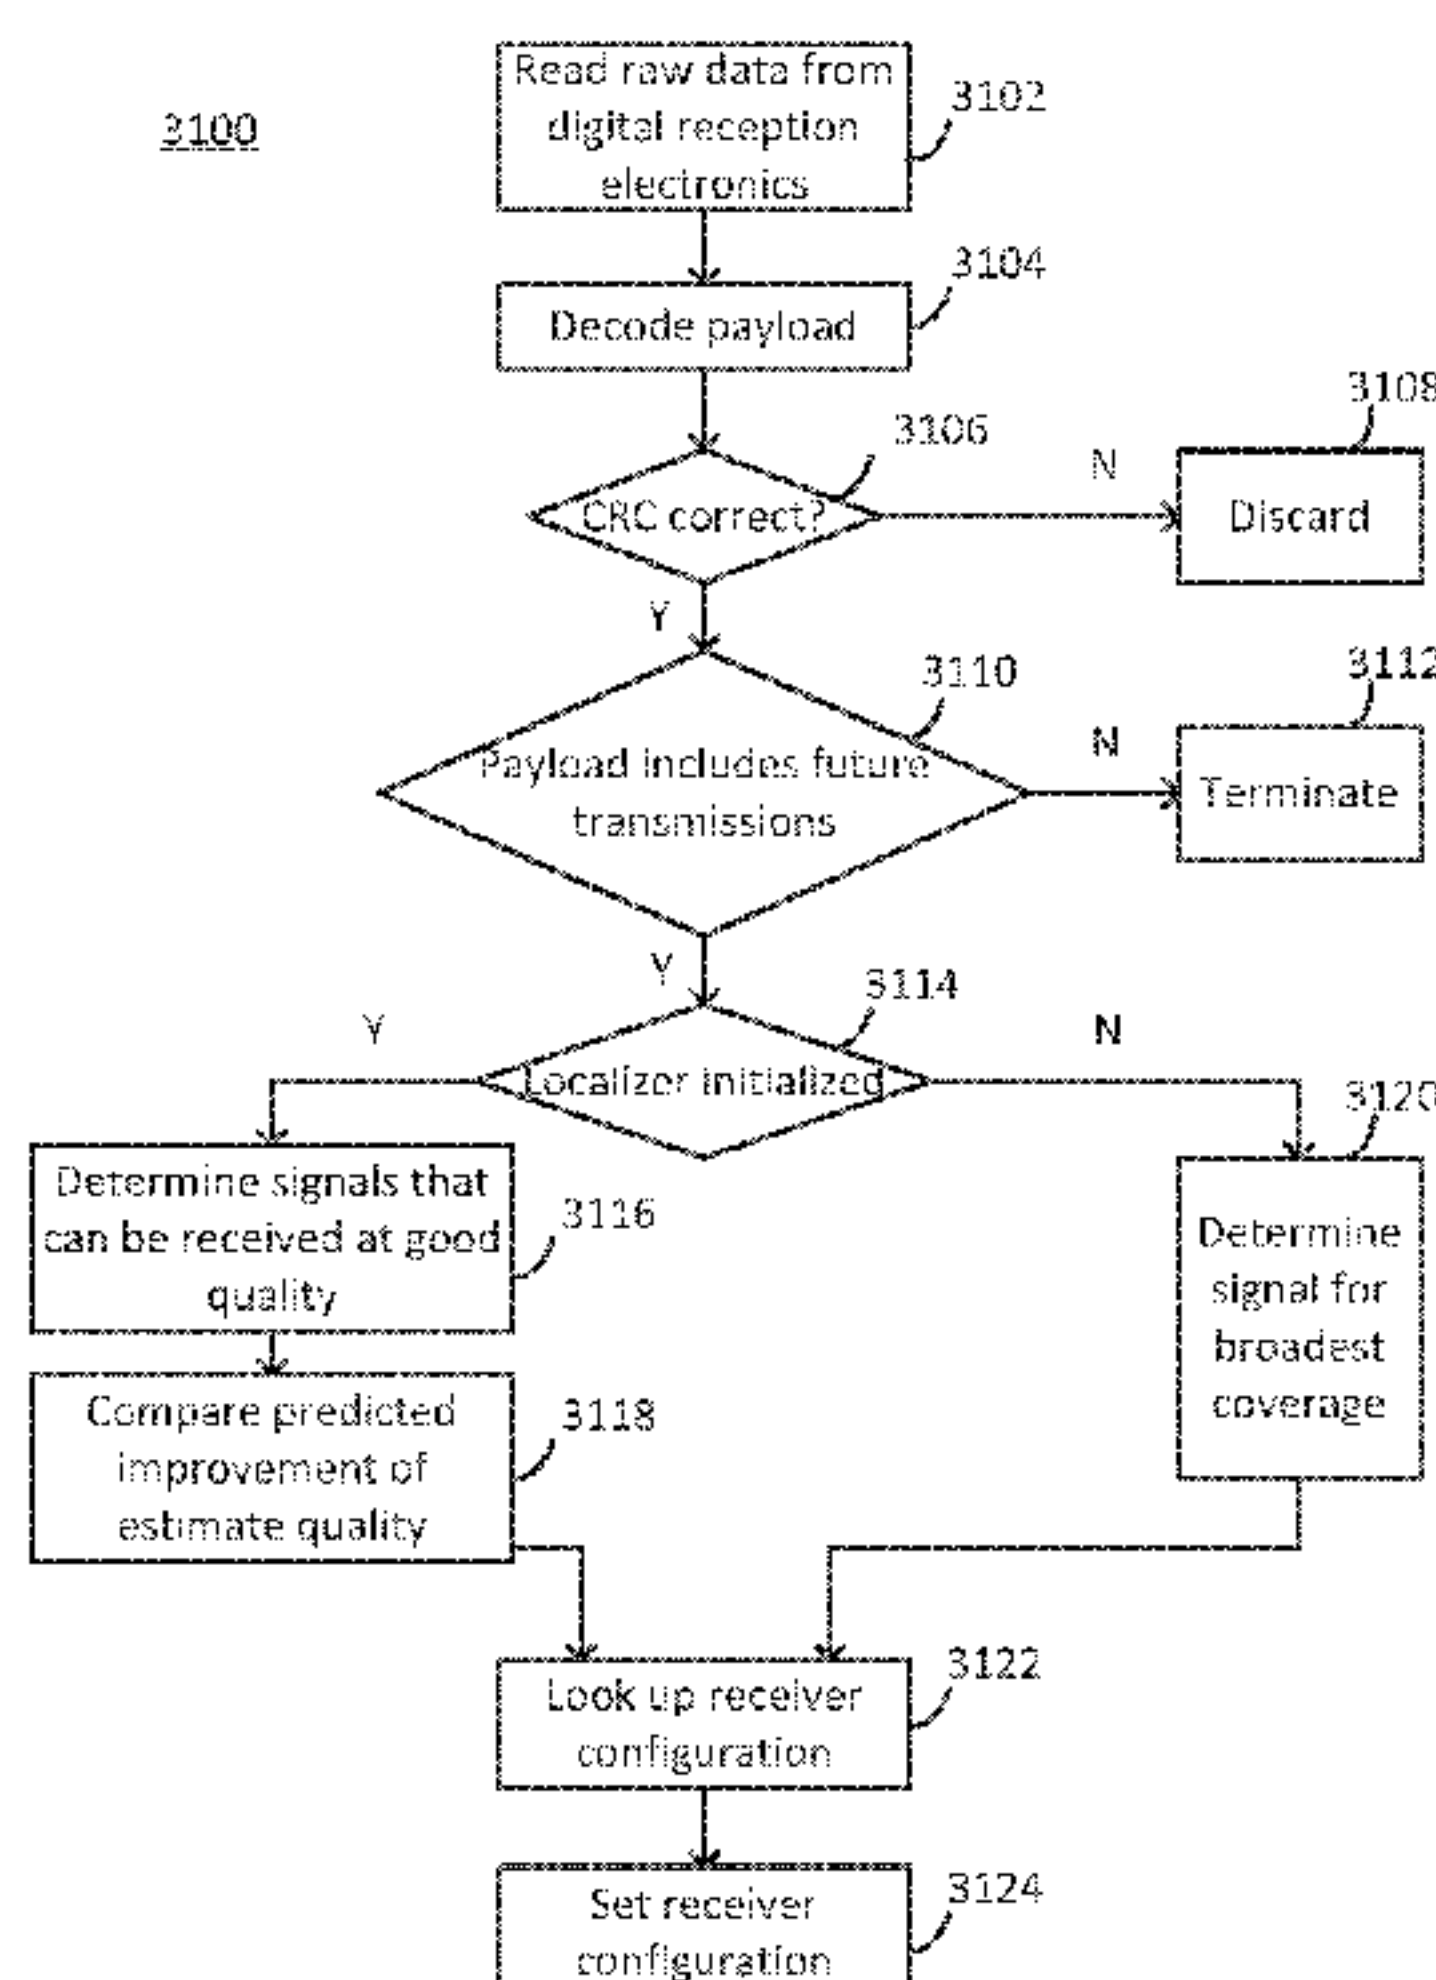 3100
Read raw data from
digital reception
electronics
3102
Decode payload
3104
CRC correct?
3106
N
Discard
3108
Y
Payload includes future
transmissions
3110
N
Terminate
3112
Y
Localizer initialized
3114
Y
N
Determine signals that
can be received at good
quality
3116
Compare predicted
improvement of
estimate quality
3118
Determine
signal for
broadest
coverage
3120
Look up receiver
configuration
3122
Set receiver
configuration
3124